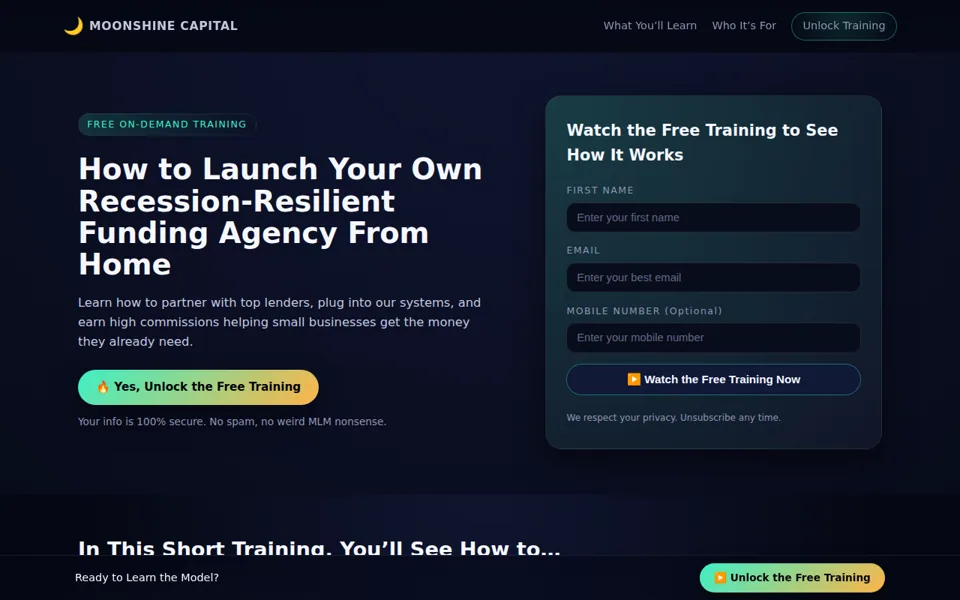 🌙 MOONSHINE CAPITAL
What You’ll Learn
Who It’s For
Unlock Training
FREE ON-DEMAND TRAINING
How to Launch Your Own
Recession-Resilient
Funding Agency From
Home
Learn how to partner with top lenders, plug into our systems, and
earn high commissions helping small businesses get the money
they already need.
🔥 Yes, Unlock the Free Training
Your info is 100% secure. No spam, no weird MLM nonsense.
Watch the Free Training to See
How It Works
FIRST NAME
Enter your first name
EMAIL
Enter your best email
MOBILE NUMBER (Optional)
Enter your mobile number
▶️ Watch the Free Training Now
We respect your privacy. Unsubscribe any time.
In This Short Training, You’ll See How to…
Ready to Learn the Model?
▶️ Unlock the Free Training